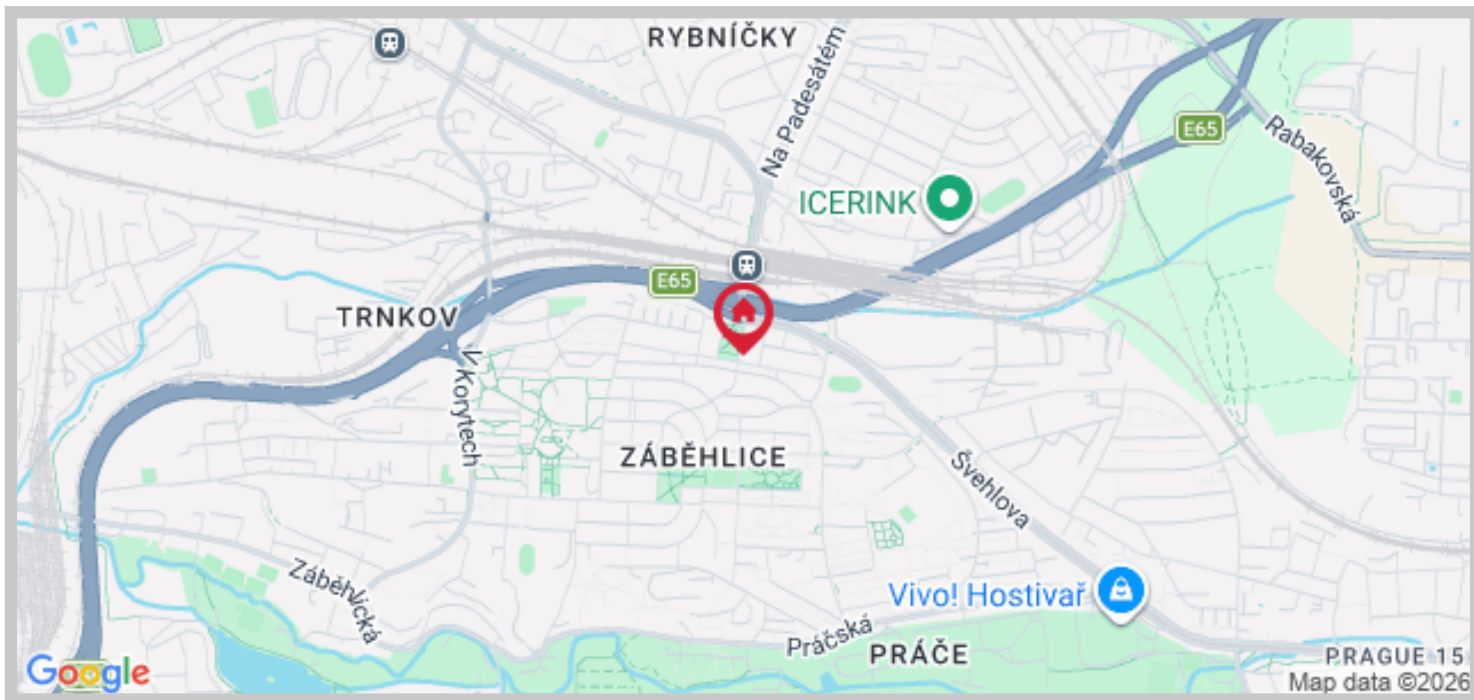 RYBNÍČKY
Na Padesátém
E65
Rabakovská
ICERINK
E65
TRNKOV
V Korytech
ZÁBĚHLICE
Švehlova
Záběhlická
Vivo! Hostivař
Práčská
PRÁČE
PRAGUE 15
Google
Map data ©2026